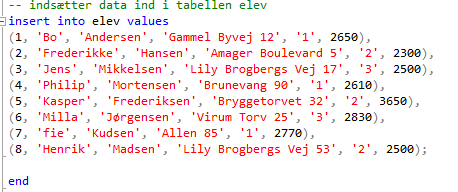 -- indsætter data ind i tabellen elev
insert into elev values
(1, 'Bo', 'Andersen', 'Gammel Byvej 12', '1', 2650),
(2, 'Frederikke', 'Hansen', 'Amager Boulevard 5', '2', 2300),
(3, 'Jens', 'Mikkelsen', 'Lily Brogbergs Vej 17', '3', 2500),
(4, 'Philip', 'Mortensen', 'Brunevang 90', '1', 2610),
(5, 'Kasper', 'Frederiksen', 'Bryggetorvet 32', '2', 3650),
(6, 'Milla', 'Jørgensen', 'Virum Torv 25', '3', 2830),
(7, 'fie', 'Kudsen', 'Allen 85', '1', 2770),
(8, 'Henrik', 'Madsen', 'Lily Brogbergs Vej 53', '2', 2500);
end